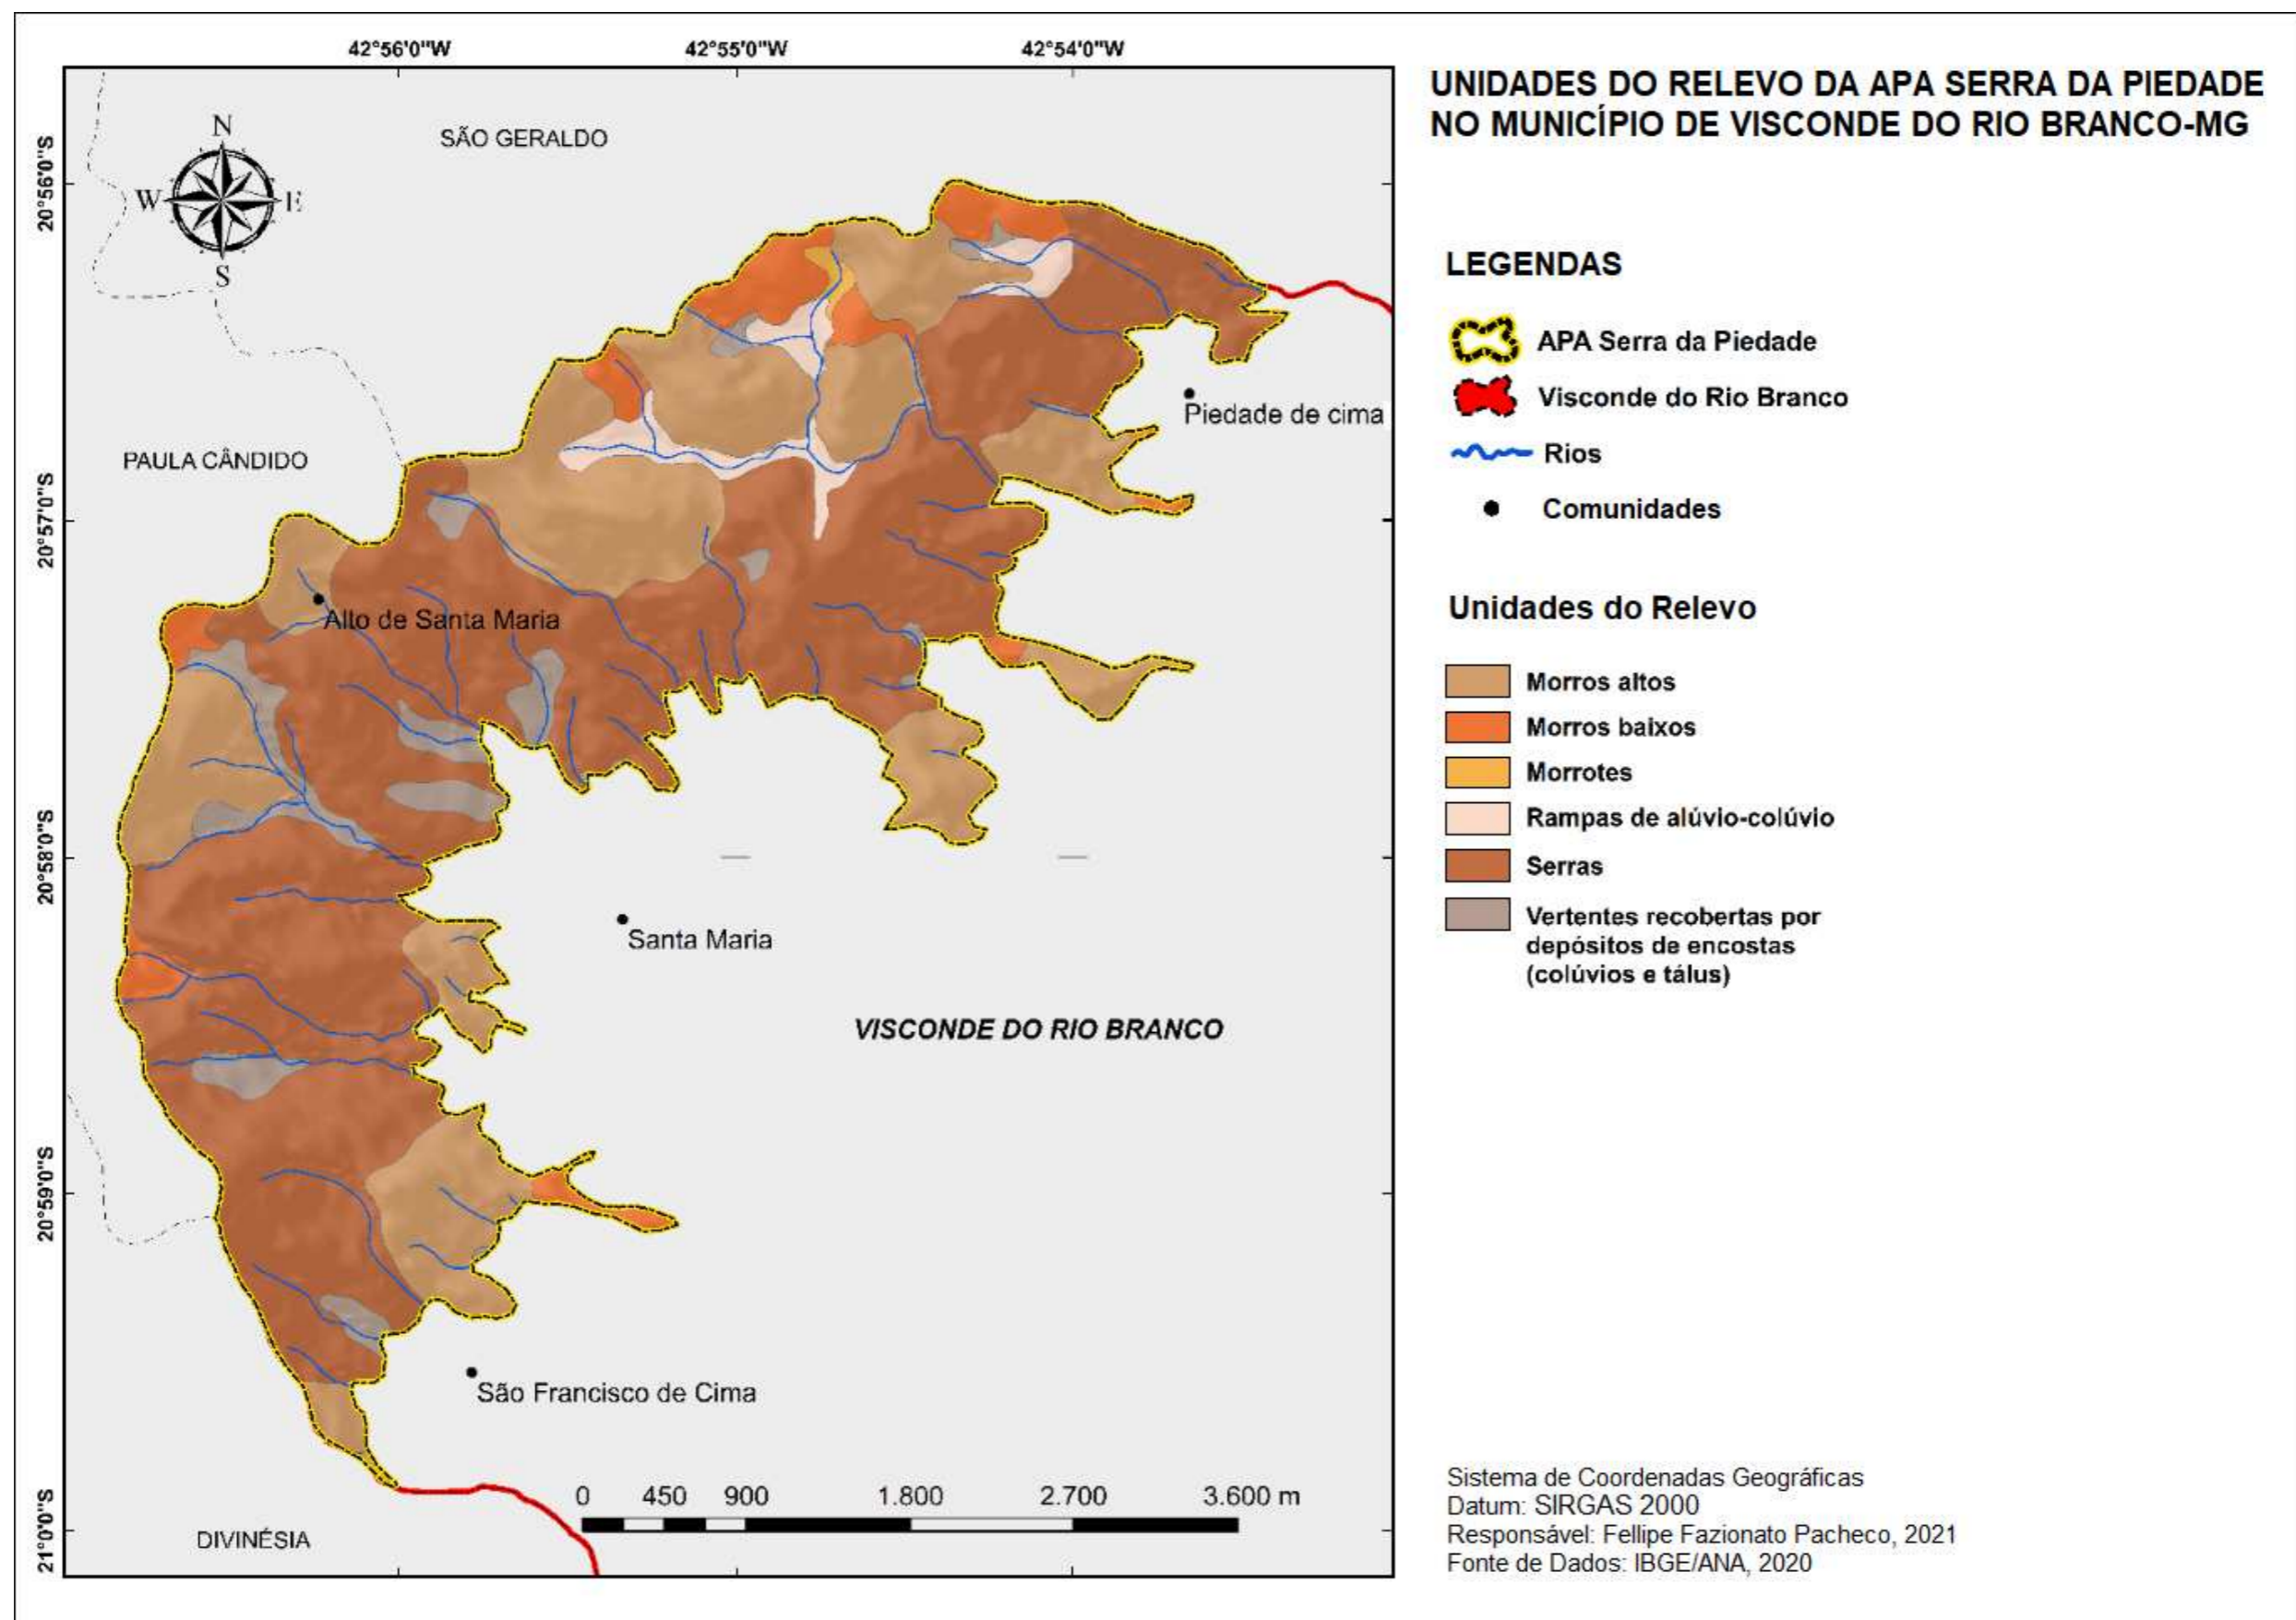 UNIDADES DO RELEVO DA APA SERRA DA PIEDADE
NO MUNICÍPIO DE VISCONDE DO RIO BRANCO-MG
42°56'0"W
42°55'0"W
42°54'0"W
20°56'0"S
20°57'0"S
20°58'0"S
20°59'0"S
21°0'0"S
N
W
E
S
SÃO GERALDO
PAULA CÂNDIDO
Piedade de cima
Alto de Santa Maria
Santa Maria
VISCONDE DO RIO BRANCO
São Francisco de Cima
DIVINÉSIA
0 450 900 1.800 2.700 3.600 m
LEGENDAS
APA Serra da Piedade
Visconde do Rio Branco
Rios
Comunidades
Unidades do Relevo
Morros altos
Morros baixos
Morrotes
Rampas de alúvio-colúvio
Serras
Vertentes recobertas por
depósitos de encostas
(colúvios e tálus)
Sistema de Coordenadas Geográficas
Datum: SIRGAS 2000
Responsável: Fellipe Fazionato Pacheco, 2021
Fonte de Dados: IBGE/ANA, 2020